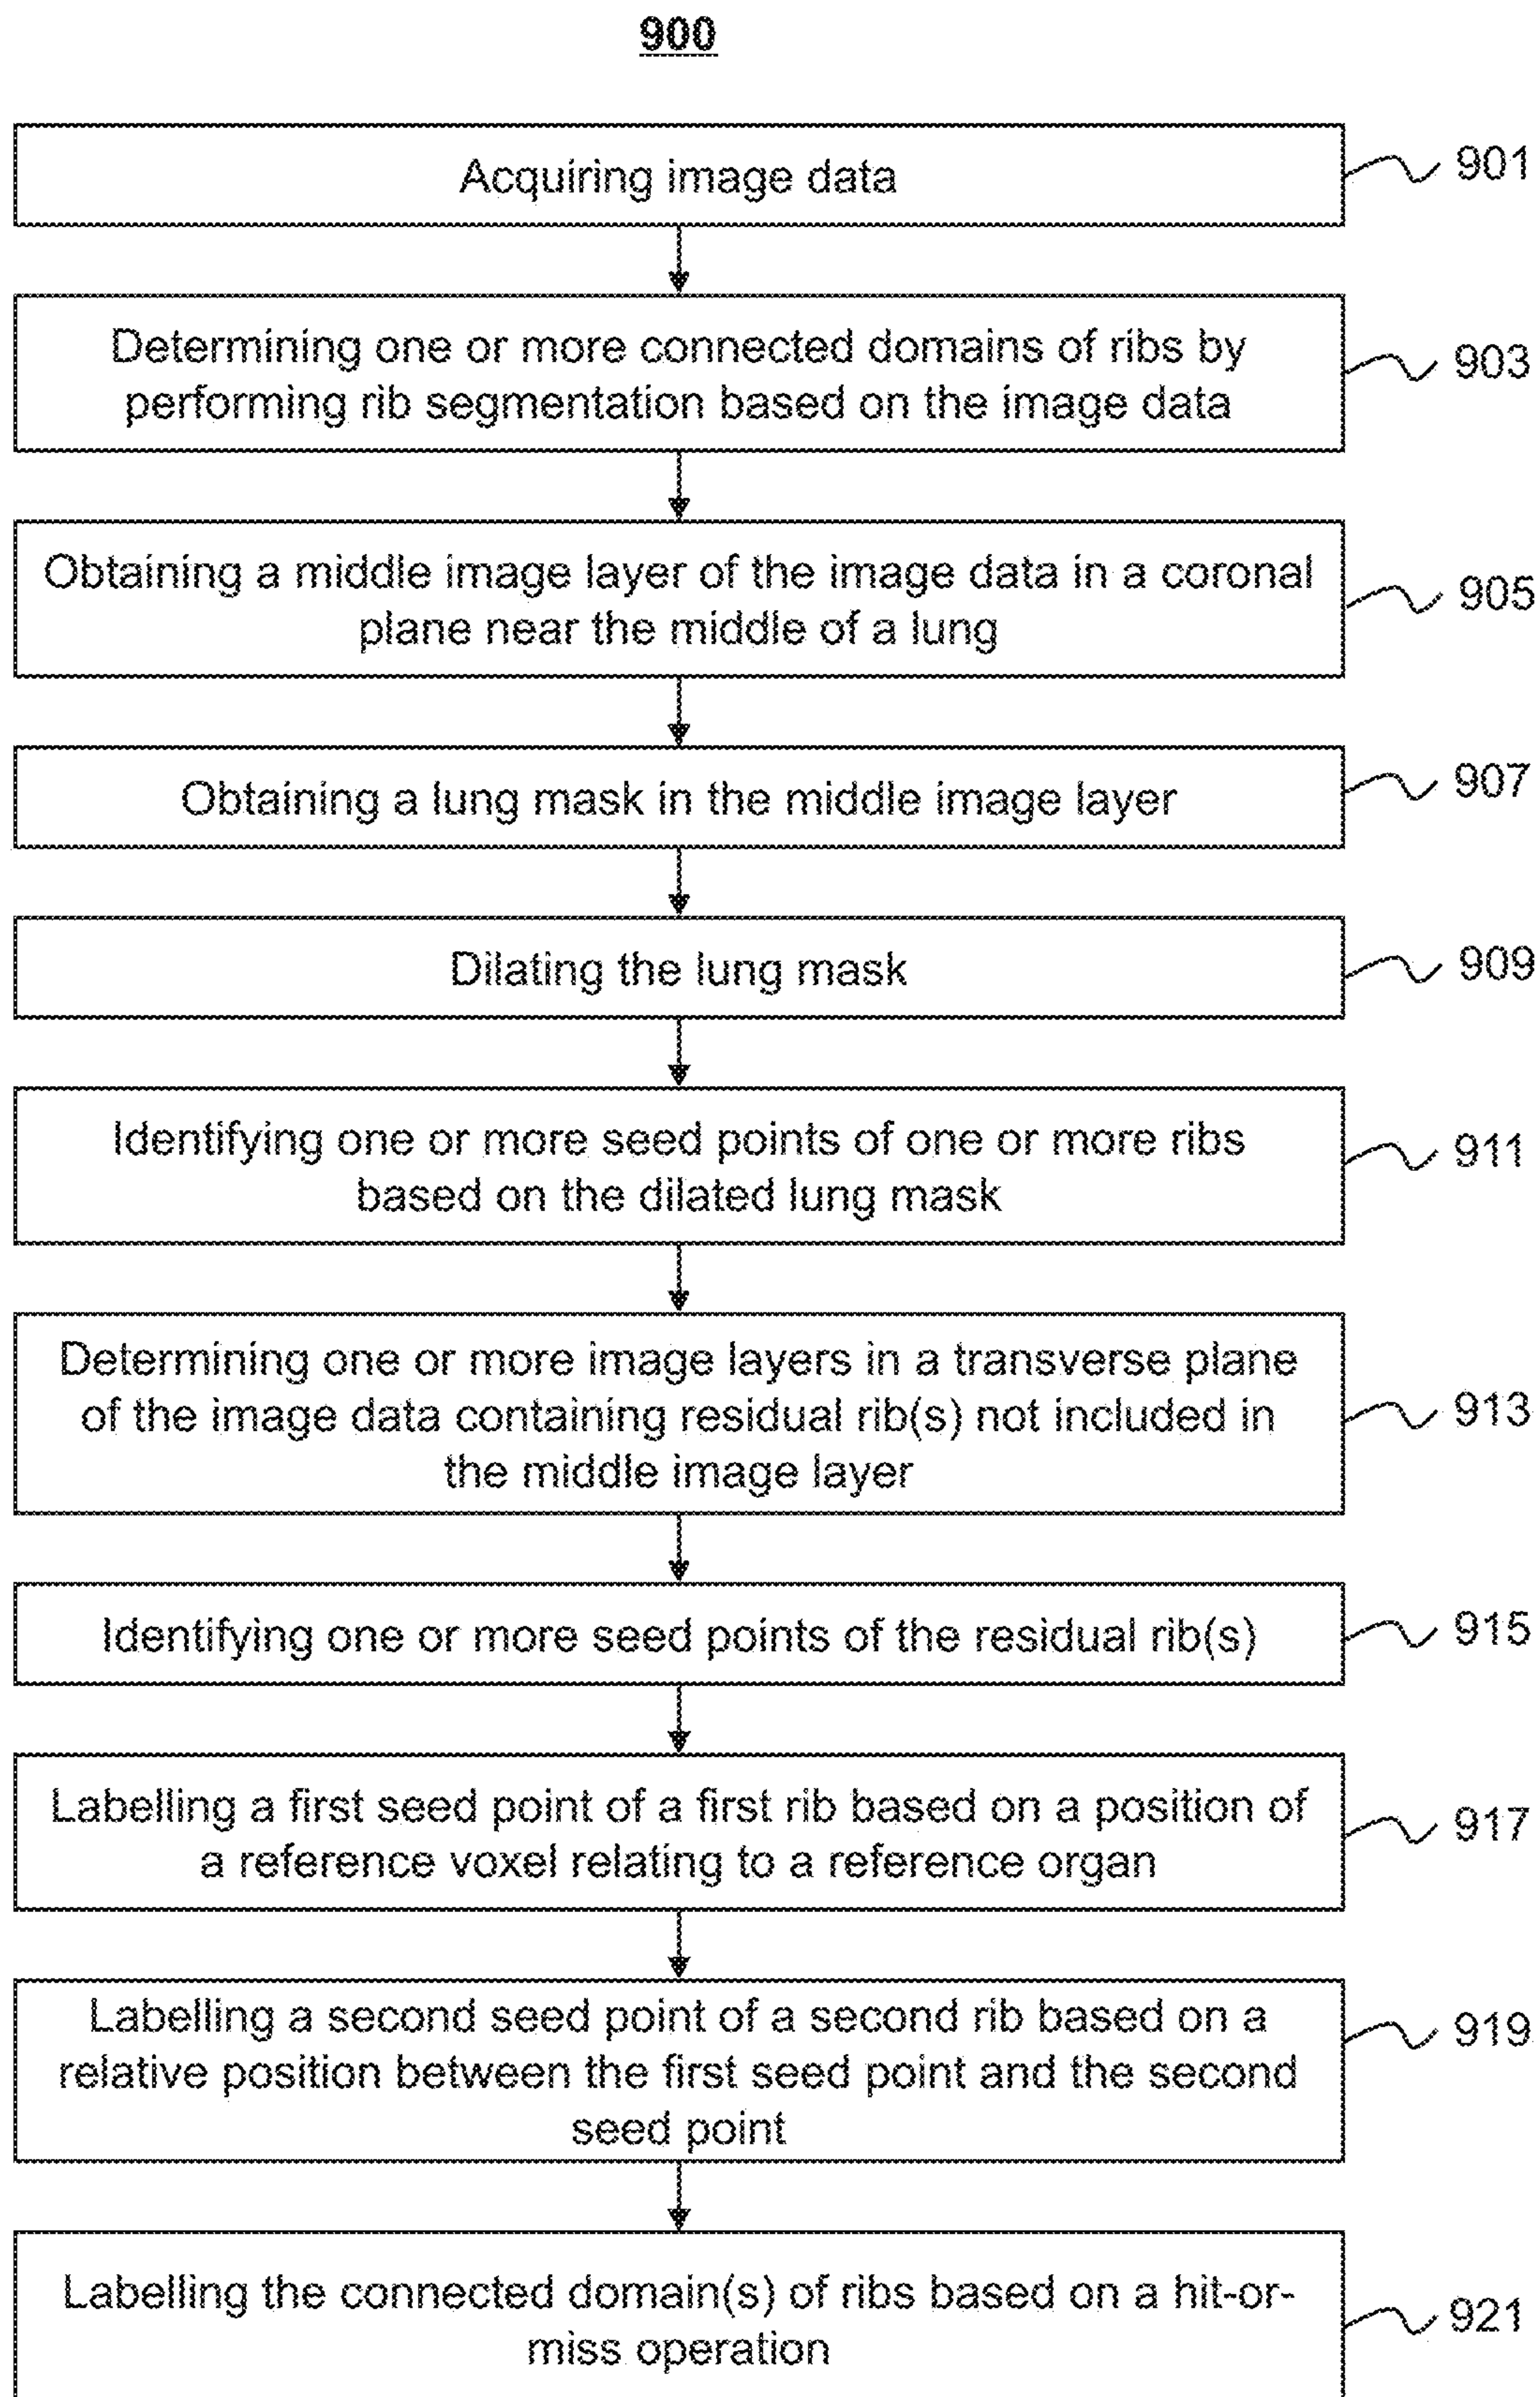 900
Acquiring image data
901
Determining one or more connected domains of ribs by
performing rib segmentation based on the image data
903
Obtaining a middle image layer of the image data in a coronal
plane near the middle of a lung
905
Obtaining a lung mask in the middle image layer
907
Dilating the lung mask
909
Identifying one or more seed points of one or more ribs
based on the dilated lung mask
911
Determining one or more image layers in a transverse plane
of the image data containing residual rib(s) not included in
the middle image layer
913
Identifying one or more seed points of the residual rib(s)
915
Labelling a first seed point of a first rib based on a position of
a reference voxel relating to a reference organ
917
Labelling a second seed point of a second rib based on a
relative position between the first seed point and the second
seed point
919
Labelling the connected domain(s) of ribs based on a hit-or-
miss operation
921